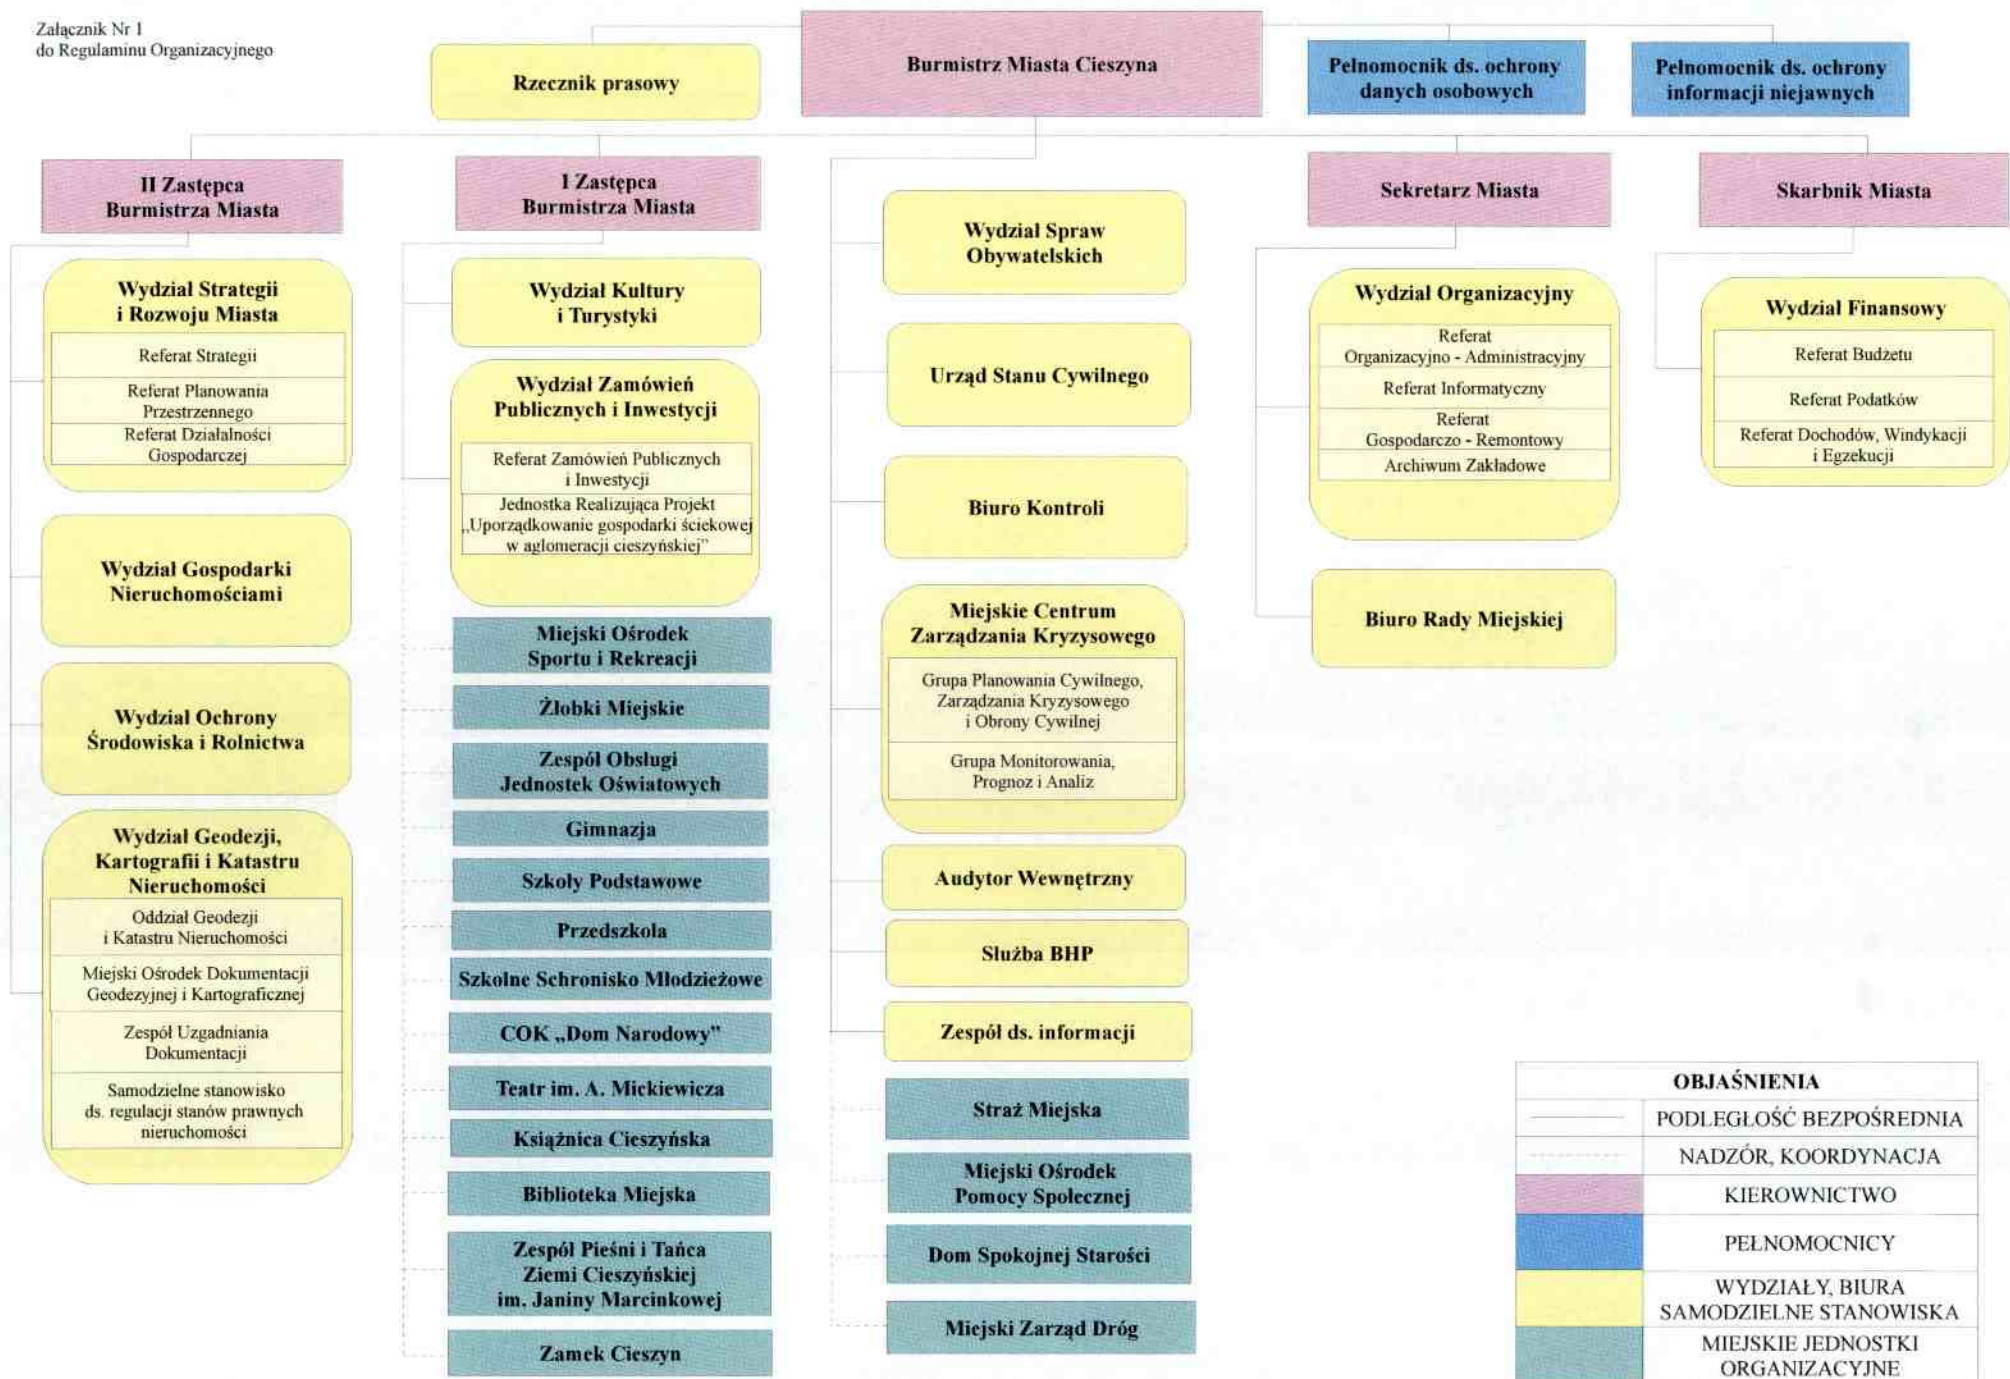 Załącznik Nr 1
do Regulaminu Organizacyjnego
Rzecznik prasowy
Burmistrz Miasta Cieszyna
Pełnomocnik ds. ochrony
danych osobowych
Pełnomocnik ds. ochrony
informacji niejawnych
II Zastępca
Burmistrza Miasta
I Zastępca
Burmistrza Miasta
Sekretarz Miasta
Skarbnik Miasta
Wydział Strategii
i Rozwoju Miasta
Referat Strategii
Referat Planowania
Przestrzennego
Referat Działalności
Gospodarczej
Wydział Gospodarki
Nieruchomościami
Wydział Ochrony
Środowiska i Rolnictwa
Wydział Geodezji,
Kartografii i Katastru
Nieruchomości
Oddział Geodezji
i Katastru Nieruchomości
Miejski Ośrodek Dokumentacji
Geodezyjnej i Kartograficznej
Zespół Uzgadniania
Dokumentacji
Samodzielne stanowisko
ds. regulacji stanów prawnych
nieruchomości
Wydział Kultury
i Turystyki
Wydział Zamówień
Publicznych i Inwestycji
Referat Zamówień Publicznych
i Inwestycji
Jednostka Realizująca Projekt
„Uporządkowanie gospodarki ściekowej
w aglomeracji cieszyńskiej”
Miejski Ośrodek
Sportu i Rekreacji
Żłobki Miejskie
Zespół Obsługi
Jednostek Oświatowych
Gimnazja
Szkoły Podstawowe
Przedszkola
Szkolne Schronisko Młodzieżowe
COK „Dom Narodowy”
Teatr im. A. Mickiewicza
Książnica Cieszyńska
Biblioteka Miejska
Zespół Pieśni i Tańca
Ziemi Cieszyńskiej
im. Janiny Marcinkowej
Zamek Cieszyn
Wydział Spraw
Obywatelskich
Urząd Stanu Cywilnego
Biuro Kontroli
Miejskie Centrum
Zarządzania Kryzysowego
Grupa Planowania Cywilnego,
Zarządzania Kryzysowego
i Obrony Cywilnej
Grupa Monitorowania,
Prognoz i Analiz
Audytor Wewnętrzny
Służba BHP
Zespół ds. informacji
Straż Miejska
Miejski Ośrodek
Pomocy Społecznej
Dom Spokojnej Starości
Miejski Zarząd Dróg
Wydział Organizacyjny
Referat
Organizacyjno - Administracyjny
Referat Informatyczny
Referat
Gospodarczo - Remontowy
Archiwum Zakładowe
Biuro Rady Miejskiej
Wydział Finansowy
Referat Budżetu
Referat Podatków
Referat Dochodów, Windykacji
i Egzekucji
OBJAŚNIENIA
PODLEGŁOŚĆ BEZPOŚREDNIA
NADZÓR, KOORDYNACJA
KIEROWNICTWO
PEŁNOMOCNICY
WYDZIAŁY, BIURA
SAMODZIELNE STANOWISKA
MIEJSKIE JEDNOSTKI
ORGANIZACYJNE